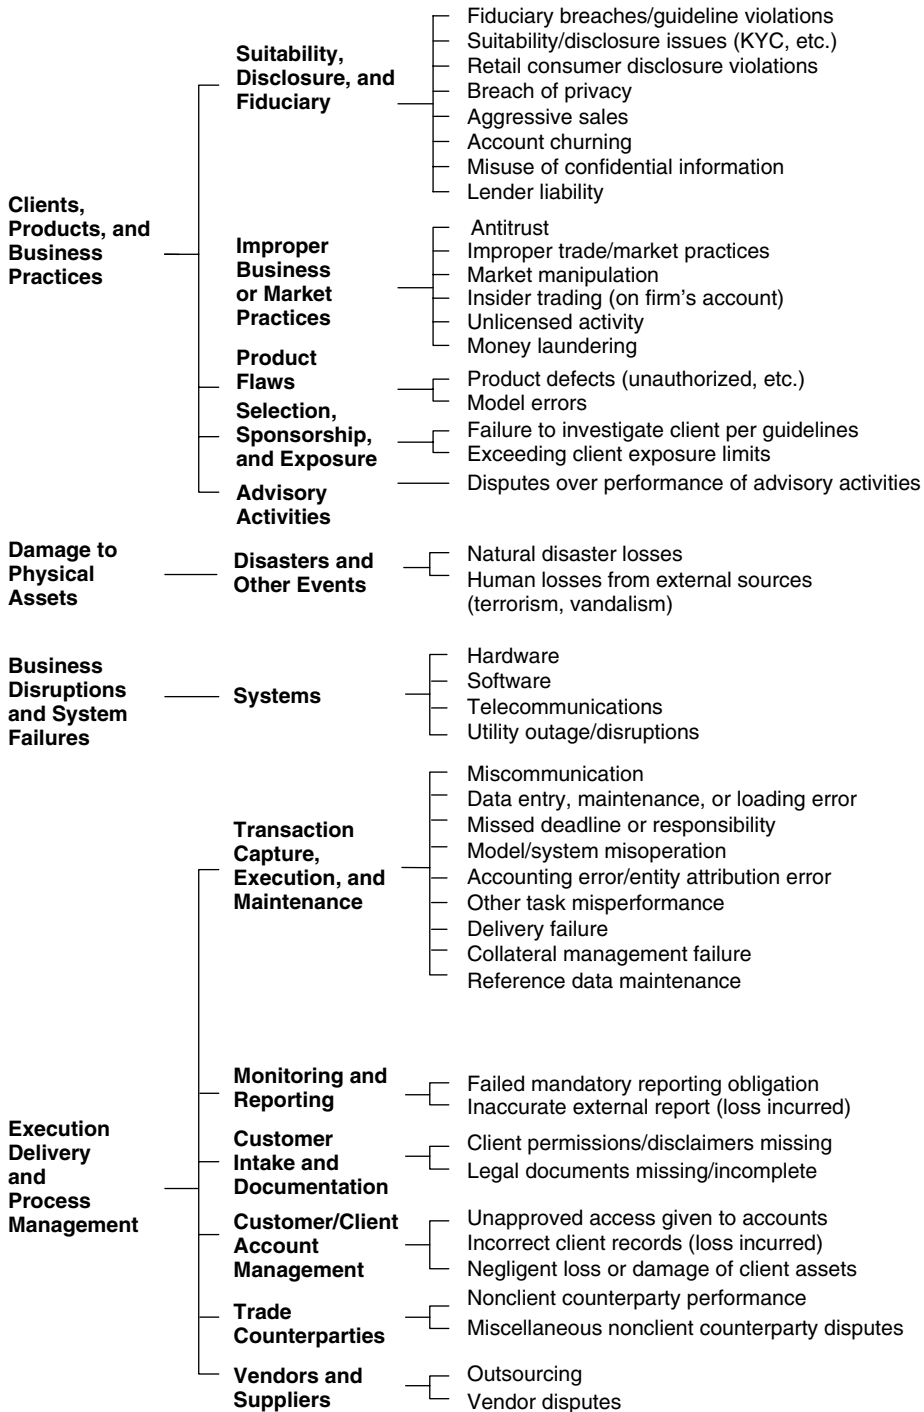 Clients,
Products, and
Business
Practices
Suitability,
Disclosure, and
Fiduciary
Fiduciary breaches/guideline violations
Suitability/disclosure issues (KYC, etc.)
Retail consumer disclosure violations
Breach of privacy
Aggressive sales
Account churning
Misuse of confidential information
Lender liability
Improper
Business
or Market
Practices
Antitrust
Improper trade/market practices
Market manipulation
Insider trading (on firm's account)
Unlicensed activity
Money laundering
Product
Flaws
Product defects (unauthorized, etc.)
Model errors
Selection,
Sponsorship,
and Exposure
Failure to investigate client per guidelines
Exceeding client exposure limits
Advisory
Activities
Disputes over performance of advisory activities
Damage to
Physical
Assets
Disasters and
Other Events
Natural disaster losses
Human losses from external sources
(terrorism, vandalism)
Business
Disruptions
and System
Failures
Systems
Hardware
Software
Telecommunications
Utility outage/disruptions
Execution
Delivery
and
Process
Management
Transaction
Capture,
Execution, and
Maintenance
Miscommunication
Data entry, maintenance, or loading error
Missed deadline or responsibility
Model/system misoperation
Accounting error/entity attribution error
Other task misperformance
Delivery failure
Collateral management failure
Reference data maintenance
Monitoring and
Reporting
Failed mandatory reporting obligation
Inaccurate external report (loss incurred)
Customer
Intake and
Documentation
Client permissions/disclaimers missing
Legal documents missing/incomplete
Customer/Client
Account
Management
Unapproved access given to accounts
Incorrect client records (loss incurred)
Negligent loss or damage of client assets
Trade
Counterparties
Nonclient counterparty performance
Miscellaneous nonclient counterparty disputes
Vendors and
Suppliers
Outsourcing
Vendor disputes